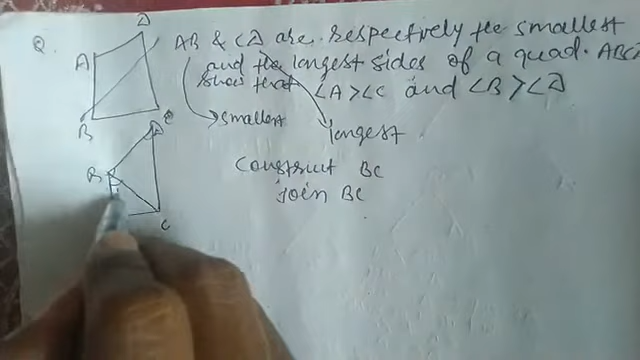 Q.
AB & CD are respectively the smallest
and the longest sides of a quad. ABCD
show that ∠A > ∠C and ∠B > ∠D
smallest
longest
Construct BC
join BC
D
A
B
C
D
B
C